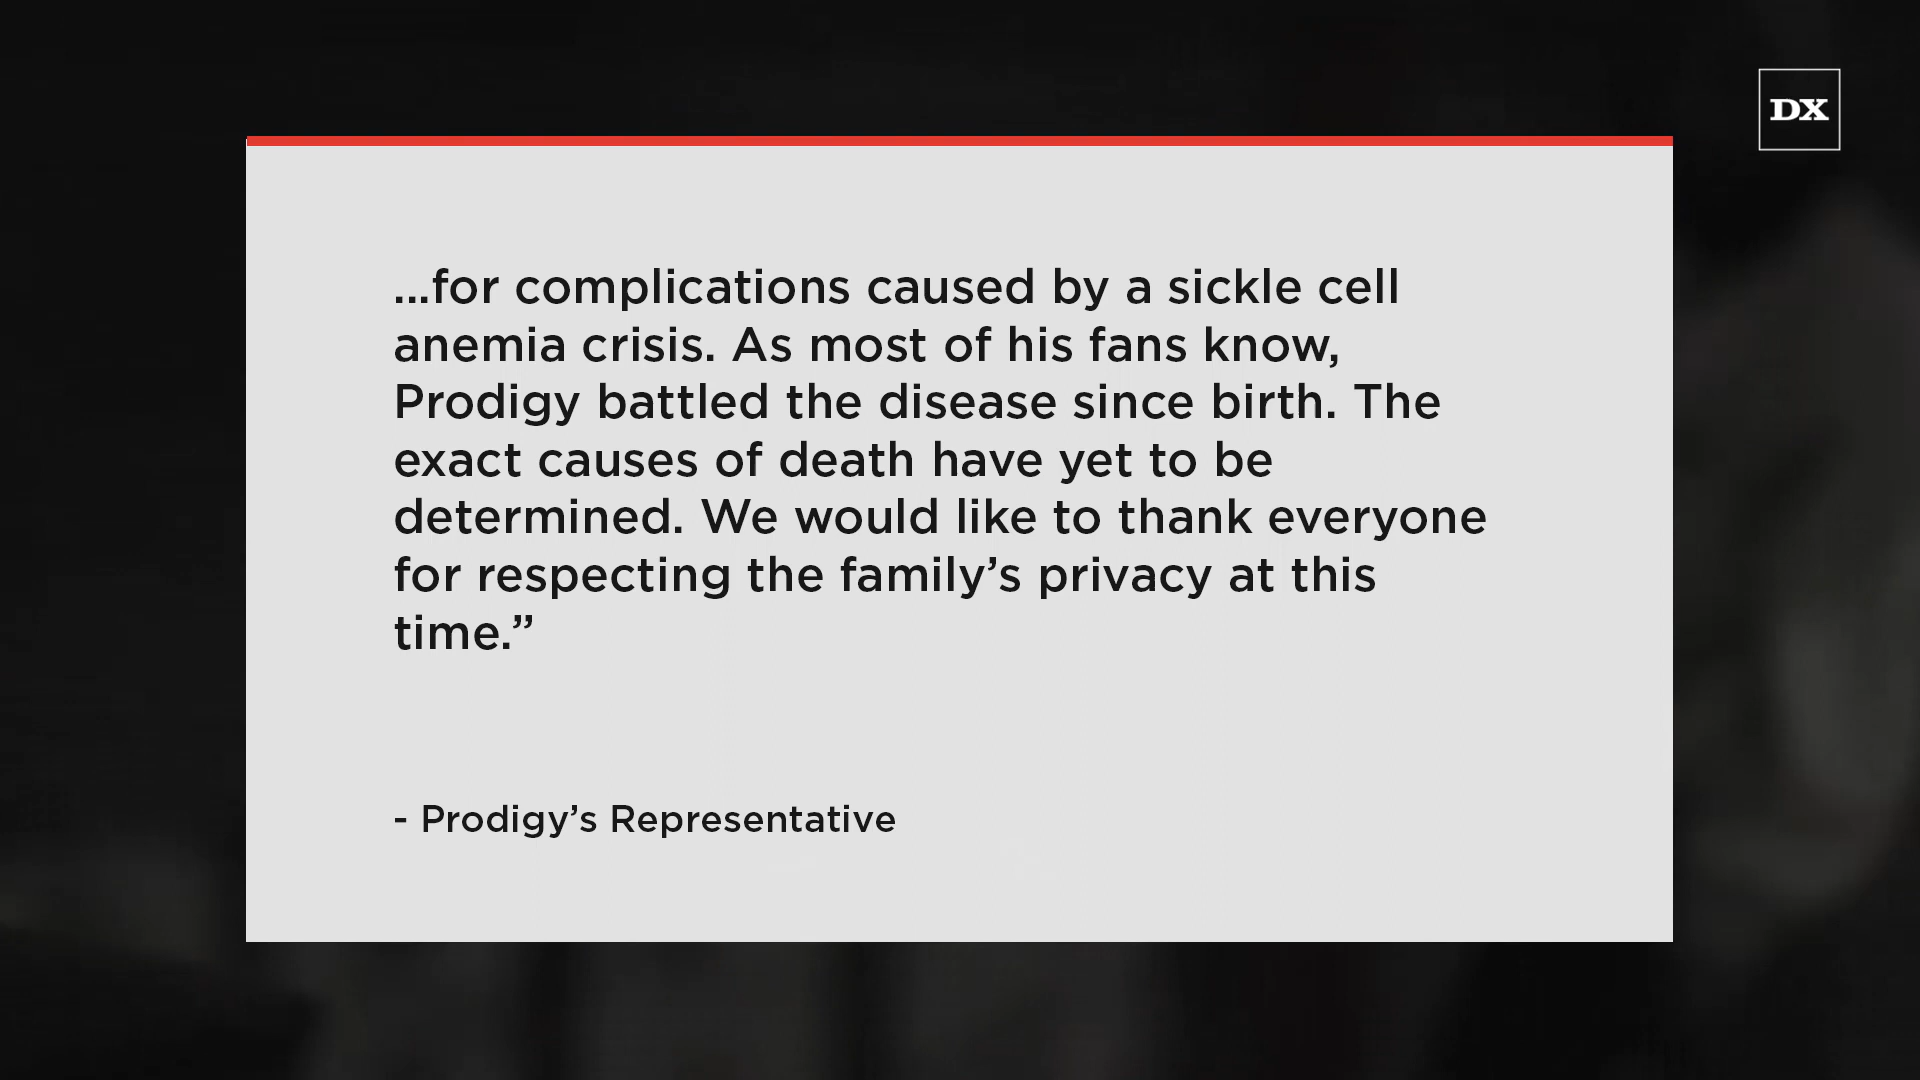 DX
...for complications caused by a sickle cell
anemia crisis. As most of his fans know,
Prodigy battled the disease since birth. The
exact causes of death have yet to be
determined. We would like to thank everyone
for respecting the family’s privacy at this
time.”
- Prodigy’s Representative